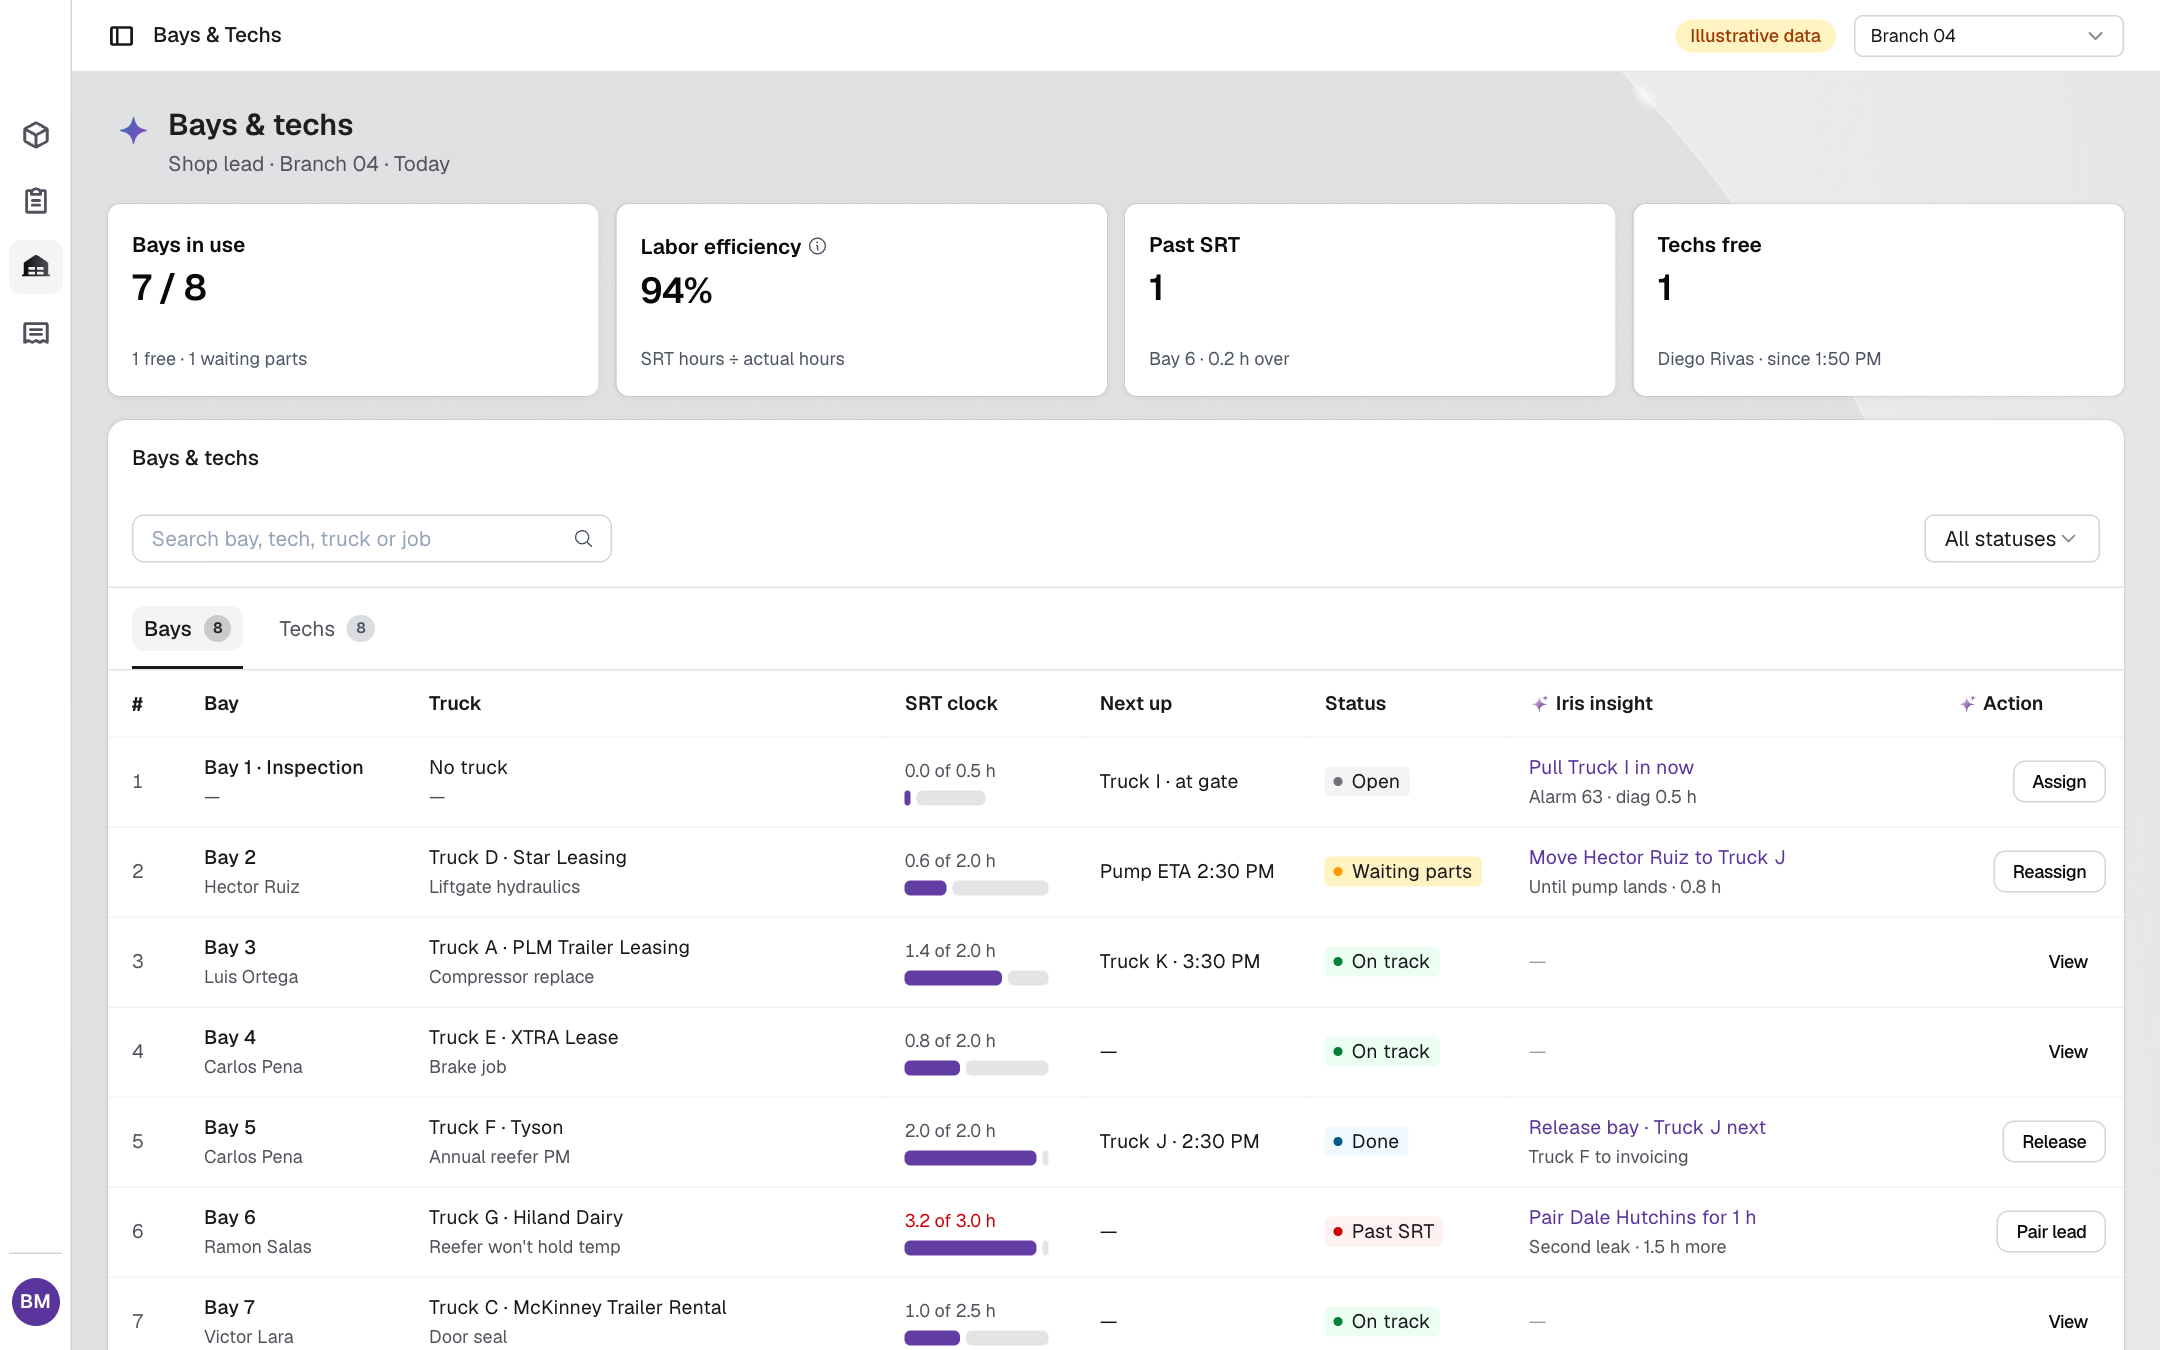 Bays & Techs
Illustrative data
Branch 04
Bays & techs
Shop lead · Branch 04 · Today
Bays in use
7 / 8
1 free · 1 waiting parts
Labor efficiency
94%
SRT hours ÷ actual hours
Past SRT
1
Bay 6 · 0.2 h over
Techs free
1
Diego Rivas · since 1:50 PM
Bays & techs
Search bay, tech, truck or job
All statuses
Bays 8
Techs 8
# Bay Truck SRT clock Next up Status Iris insight Action
1 Bay 1 · Inspection No truck 0.0 of 0.5 h Truck I · at gate Open Pull Truck I in now Assign
— — Alarm 63 · diag 0.5 h
2 Bay 2 Truck D · Star Leasing 0.6 of 2.0 h Pump ETA 2:30 PM Waiting parts Move Hector Ruiz to Truck J Reassign
Hector Ruiz Liftgate hydraulics Until pump lands · 0.8 h
3 Bay 3 Truck A · PLM Trailer Leasing 1.4 of 2.0 h Truck K · 3:30 PM On track — View
Luis Ortega Compressor replace
4 Bay 4 Truck E · XTRA Lease 0.8 of 2.0 h — On track — View
Carlos Pena Brake job
5 Bay 5 Truck F · Tyson 2.0 of 2.0 h Truck J · 2:30 PM Done Release bay · Truck J next Release
Carlos Pena Annual reefer PM Truck F to invoicing
6 Bay 6 Truck G · Hiland Dairy 3.2 of 3.0 h — Past SRT Pair Dale Hutchins for 1 h Pair lead
Ramon Salas Reefer won't hold temp Second leak · 1.5 h more
7 Bay 7 Truck C · McKinney Trailer Rental 1.0 of 2.5 h — On track — View
Victor Lara Door seal
BM